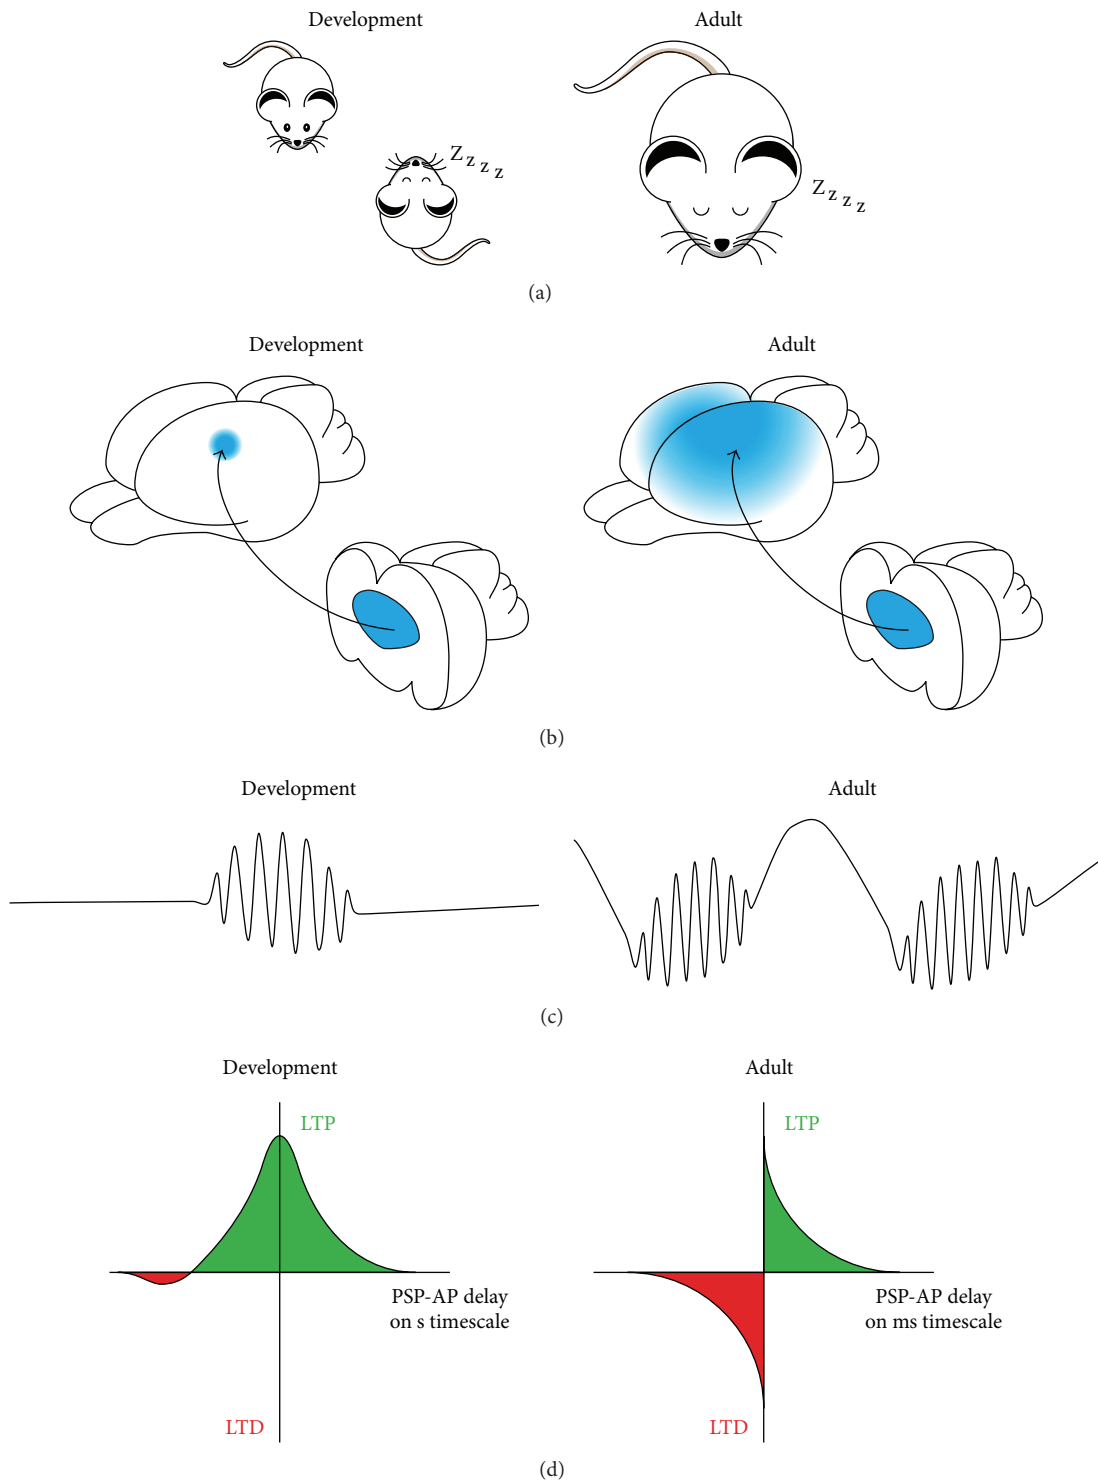 Development
Adult
Zzzz
Zzzz
(a)
Development
Adult
(b)
Development
Adult
(c)
Development
Adult
LTP
LTP
PSP-AP delay
on s timescale
PSP-AP delay
on ms timescale
LTD
LTD
(d)